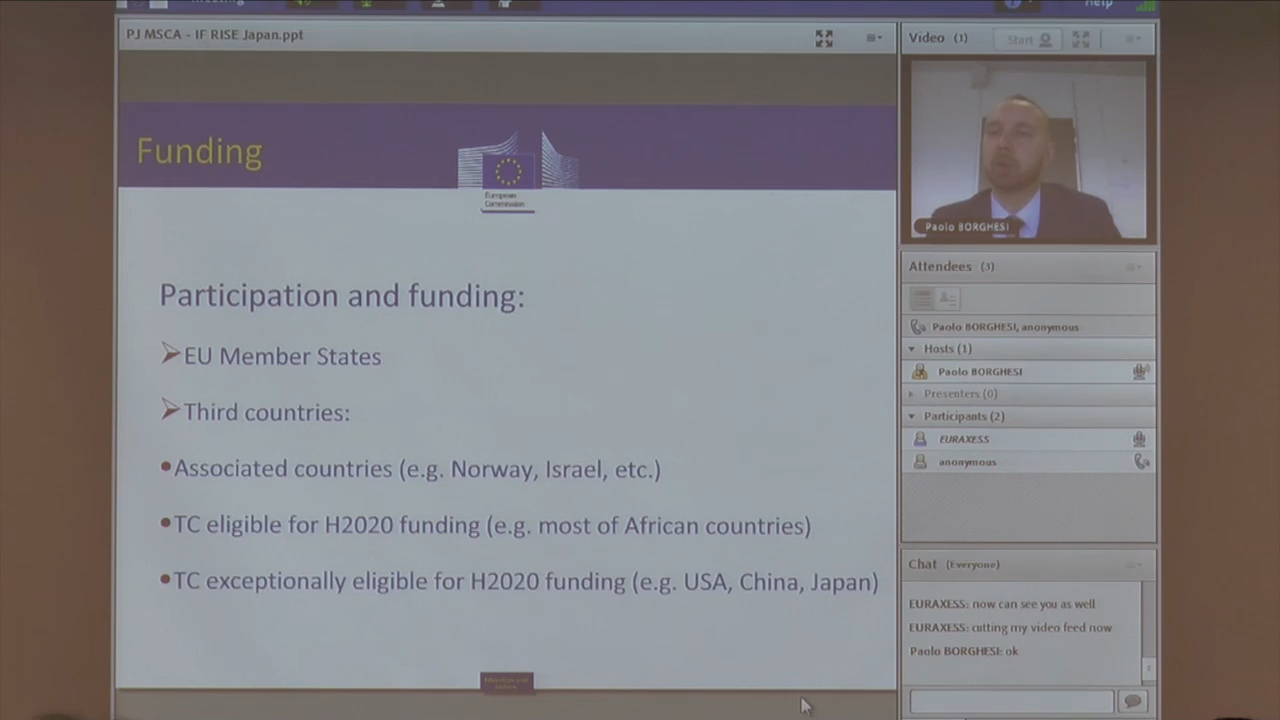 Meeting
Help
PJ MSCA - IF RISE Japan.ppt
Funding
European
Commission
Participation and funding:
EU Member States
Third countries:
Associated countries (e.g. Norway, Israel, etc.)
TC eligible for H2020 funding (e.g. most of African countries)
TC exceptionally eligible for H2020 funding (e.g. USA, China, Japan)
Education and
Culture
Video (1)
Start
Paolo BORGHESI
Attendees (3)
Paolo BORGHESI, anonymous
Hosts (1)
Paolo BORGHESI
Presenters (0)
Participants (2)
EURAXESS
anonymous
Chat (Everyone)
EURAXESS: now can see you as well
EURAXESS: cutting my video feed now
Paolo BORGHESI: ok